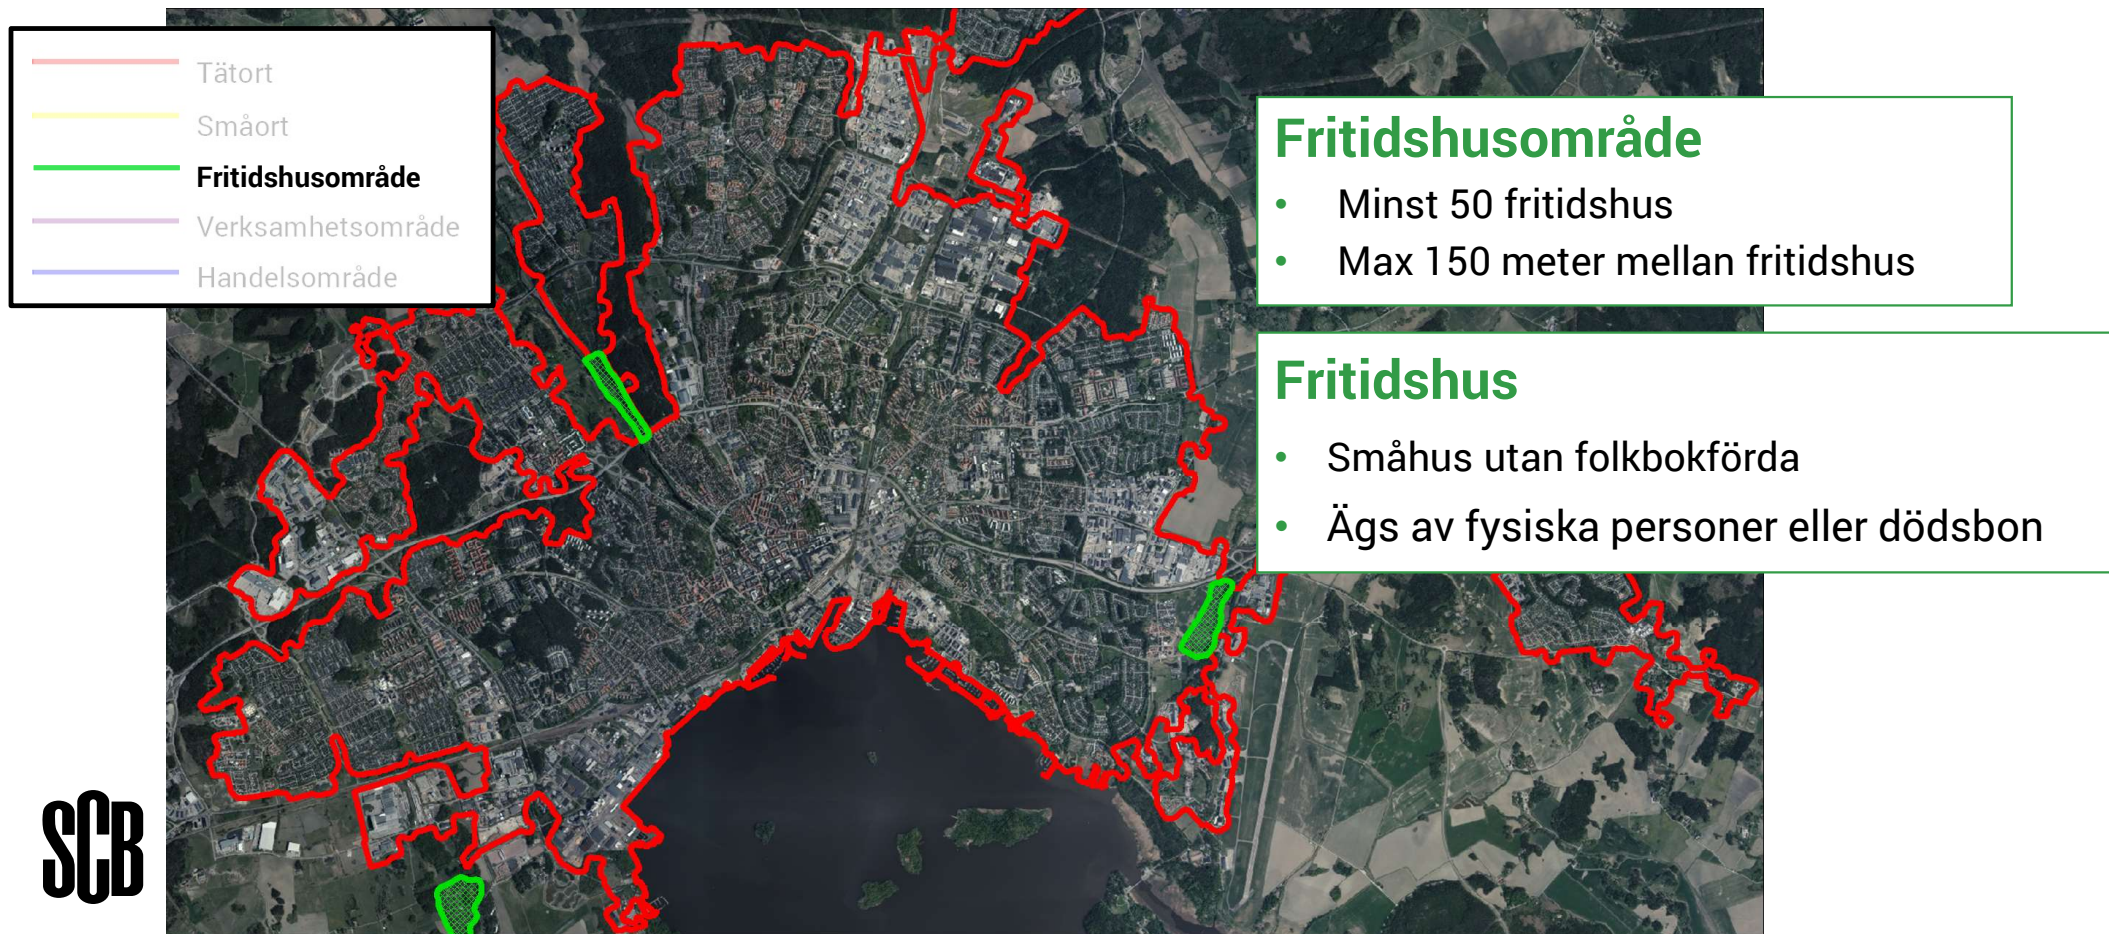 Tätort
Småort
Fritidshusområde
Verksamhetsområde
Handelsområde
Fritidshusområde
• Minst 50 fritidshus
• Max 150 meter mellan fritidshus
Fritidshus
• Småhus utan folkbokförda
• Ägs av fysiska personer eller dödsbon
SCB